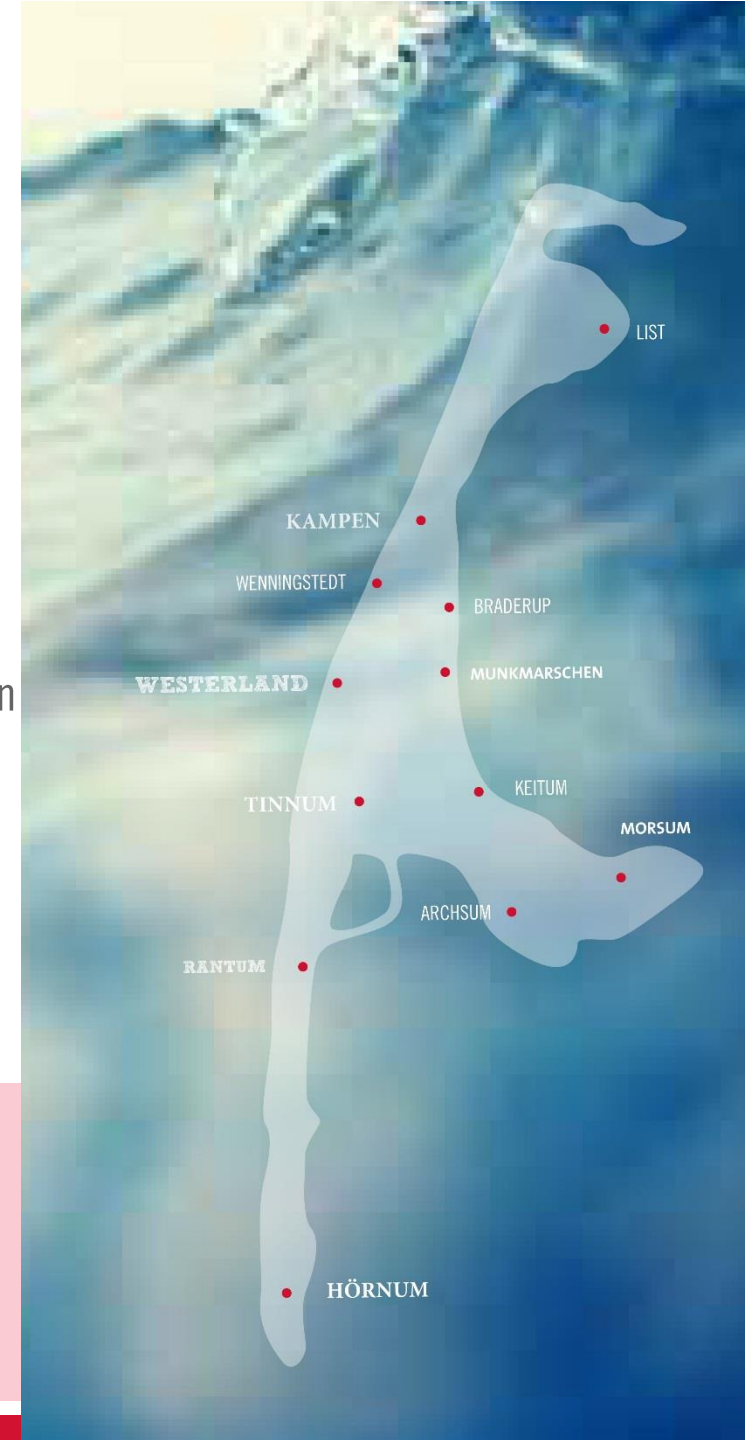 LIST
KAMPEN
WENNINGSTEDT
BRADERUP
n
WESTERLAND
MUNKMARSCHEN
KEITUM
TINNUM
MORSUM
ARCHSUM
RANTUM
HÖRNUM